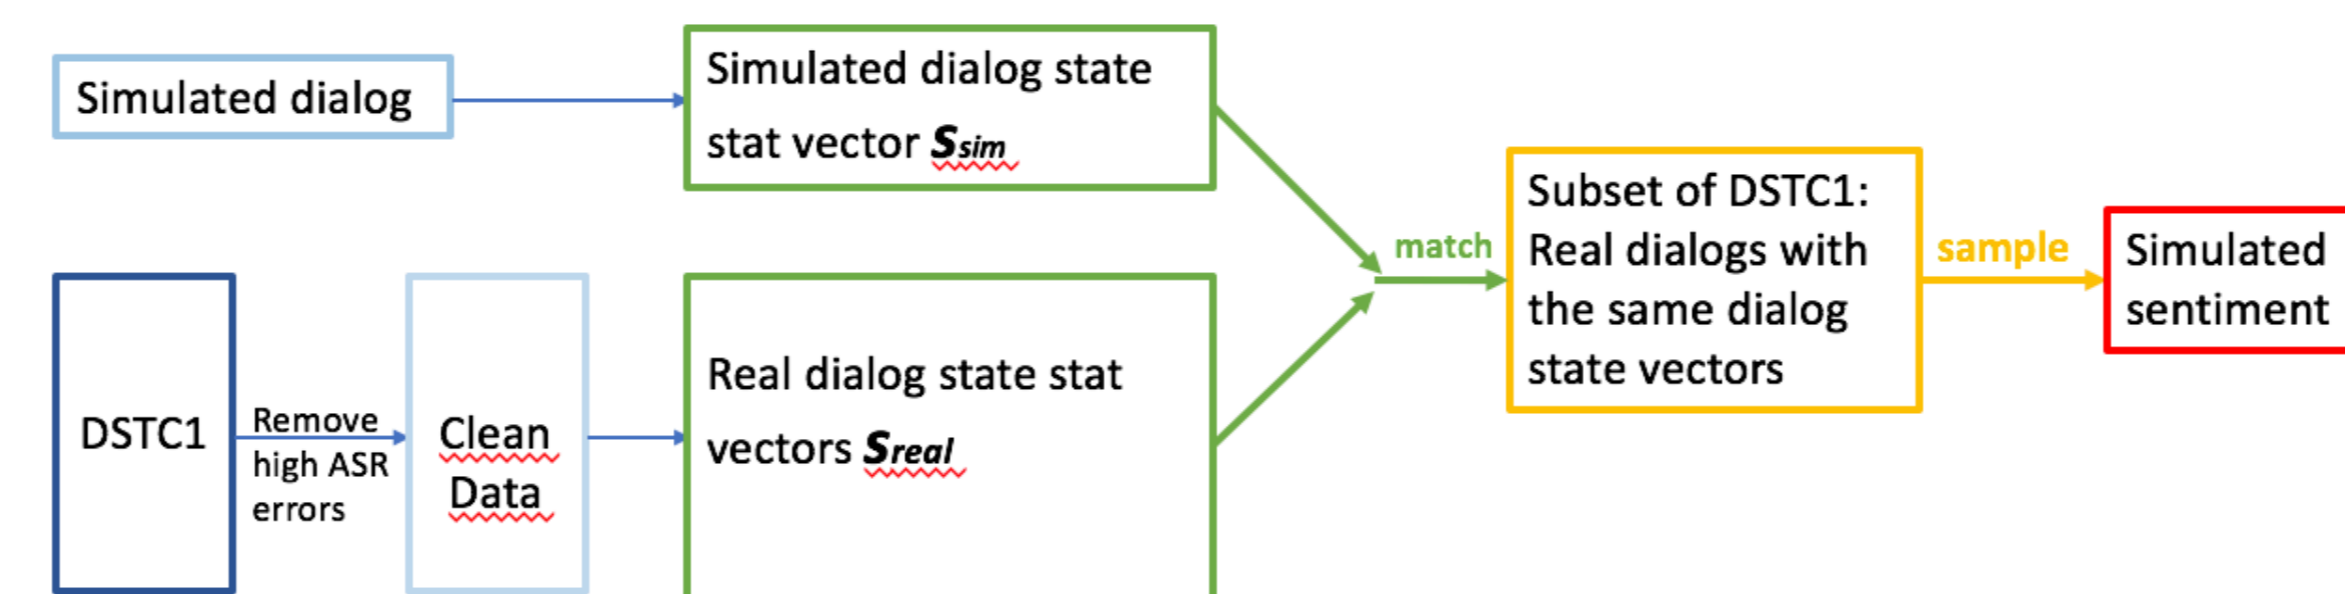 Simulated dialog
Simulated dialog state
stat vector Ssim
DSTC1
Remove
high ASR
errors
Clean
Data
Real dialog state stat
vectors Sreal
match
Subset of DSTC1:
Real dialogs with
the same dialog
state vectors
sample
Simulated
sentiment